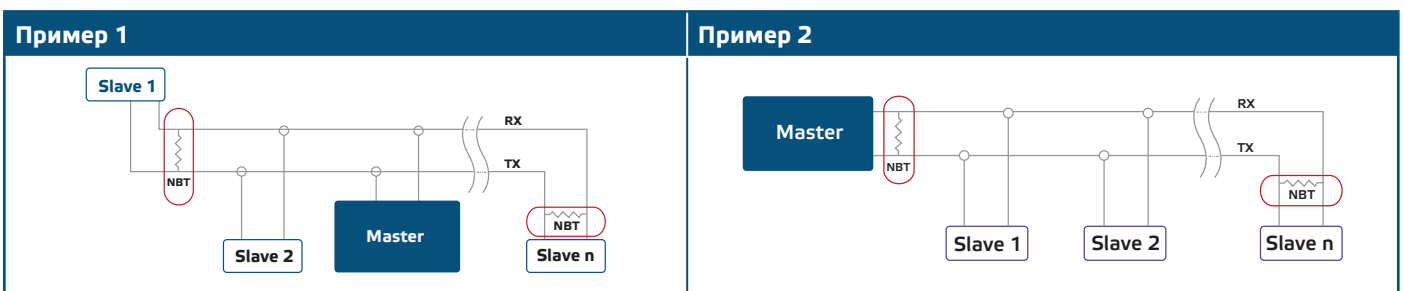 Пример 1
Slave 1
RX
TX
NBT
NBT
Slave 2
Master
Slave n
Пример 2
Master
RX
TX
NBT
NBT
Slave 1
Slave 2
Slave n